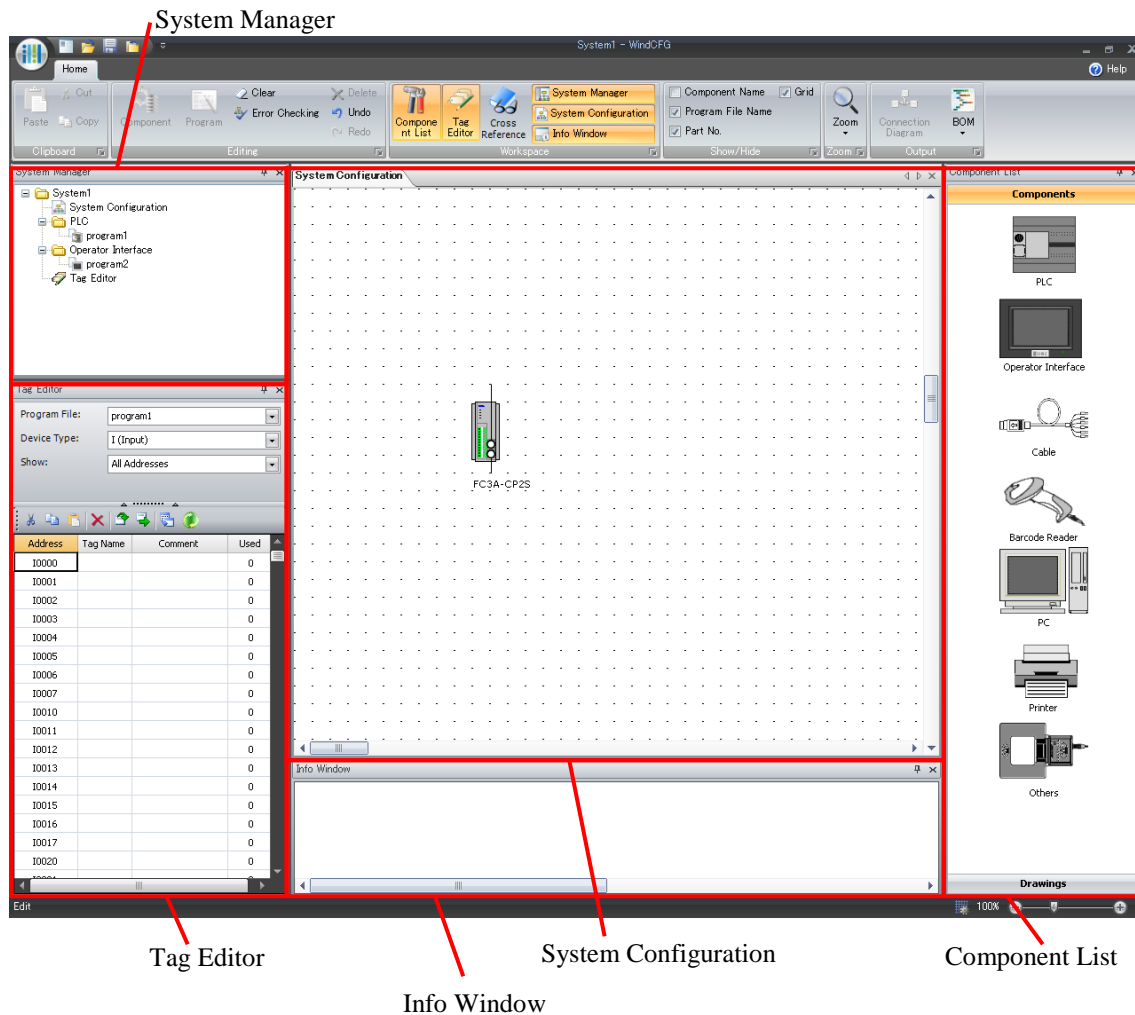 System Manager
System1 - WindCFG
Home
Help
Paste
Cut
Copy
Clipboard
Component
Program
Clear
Error Checking
Delete
Undo
Redo
Editing
Compone
nt List
Tag
Editor
Cross
Reference
System Manager
System Configuration
Info Window
Workspace
Component Name
Grid
Program File Name
Part No.
Show/Hide
Zoom
Zoom
Connection
Diagram
BOM
Output
System Manager
System1
System Configuration
PLC
program1
Operator Interface
program2
Tag Editor
System Configuration
Component List
Components
PLC
Operator Interface
Cable
Barcode Reader
PC
Printer
Others
Drawings
FC3A-CP2S
Tag Editor
Program File: program1
Device Type: I (Input)
Show: All Addresses
Address Tag Name Comment Used
I0000 0
I0001 0
I0002 0
I0003 0
I0004 0
I0005 0
I0006 0
I0007 0
I0010 0
I0011 0
I0012 0
I0013 0
I0014 0
I0015 0
I0016 0
I0017 0
I0020 0
Info Window
Edit
100%
Tag Editor
System Configuration
Component List
Info Window